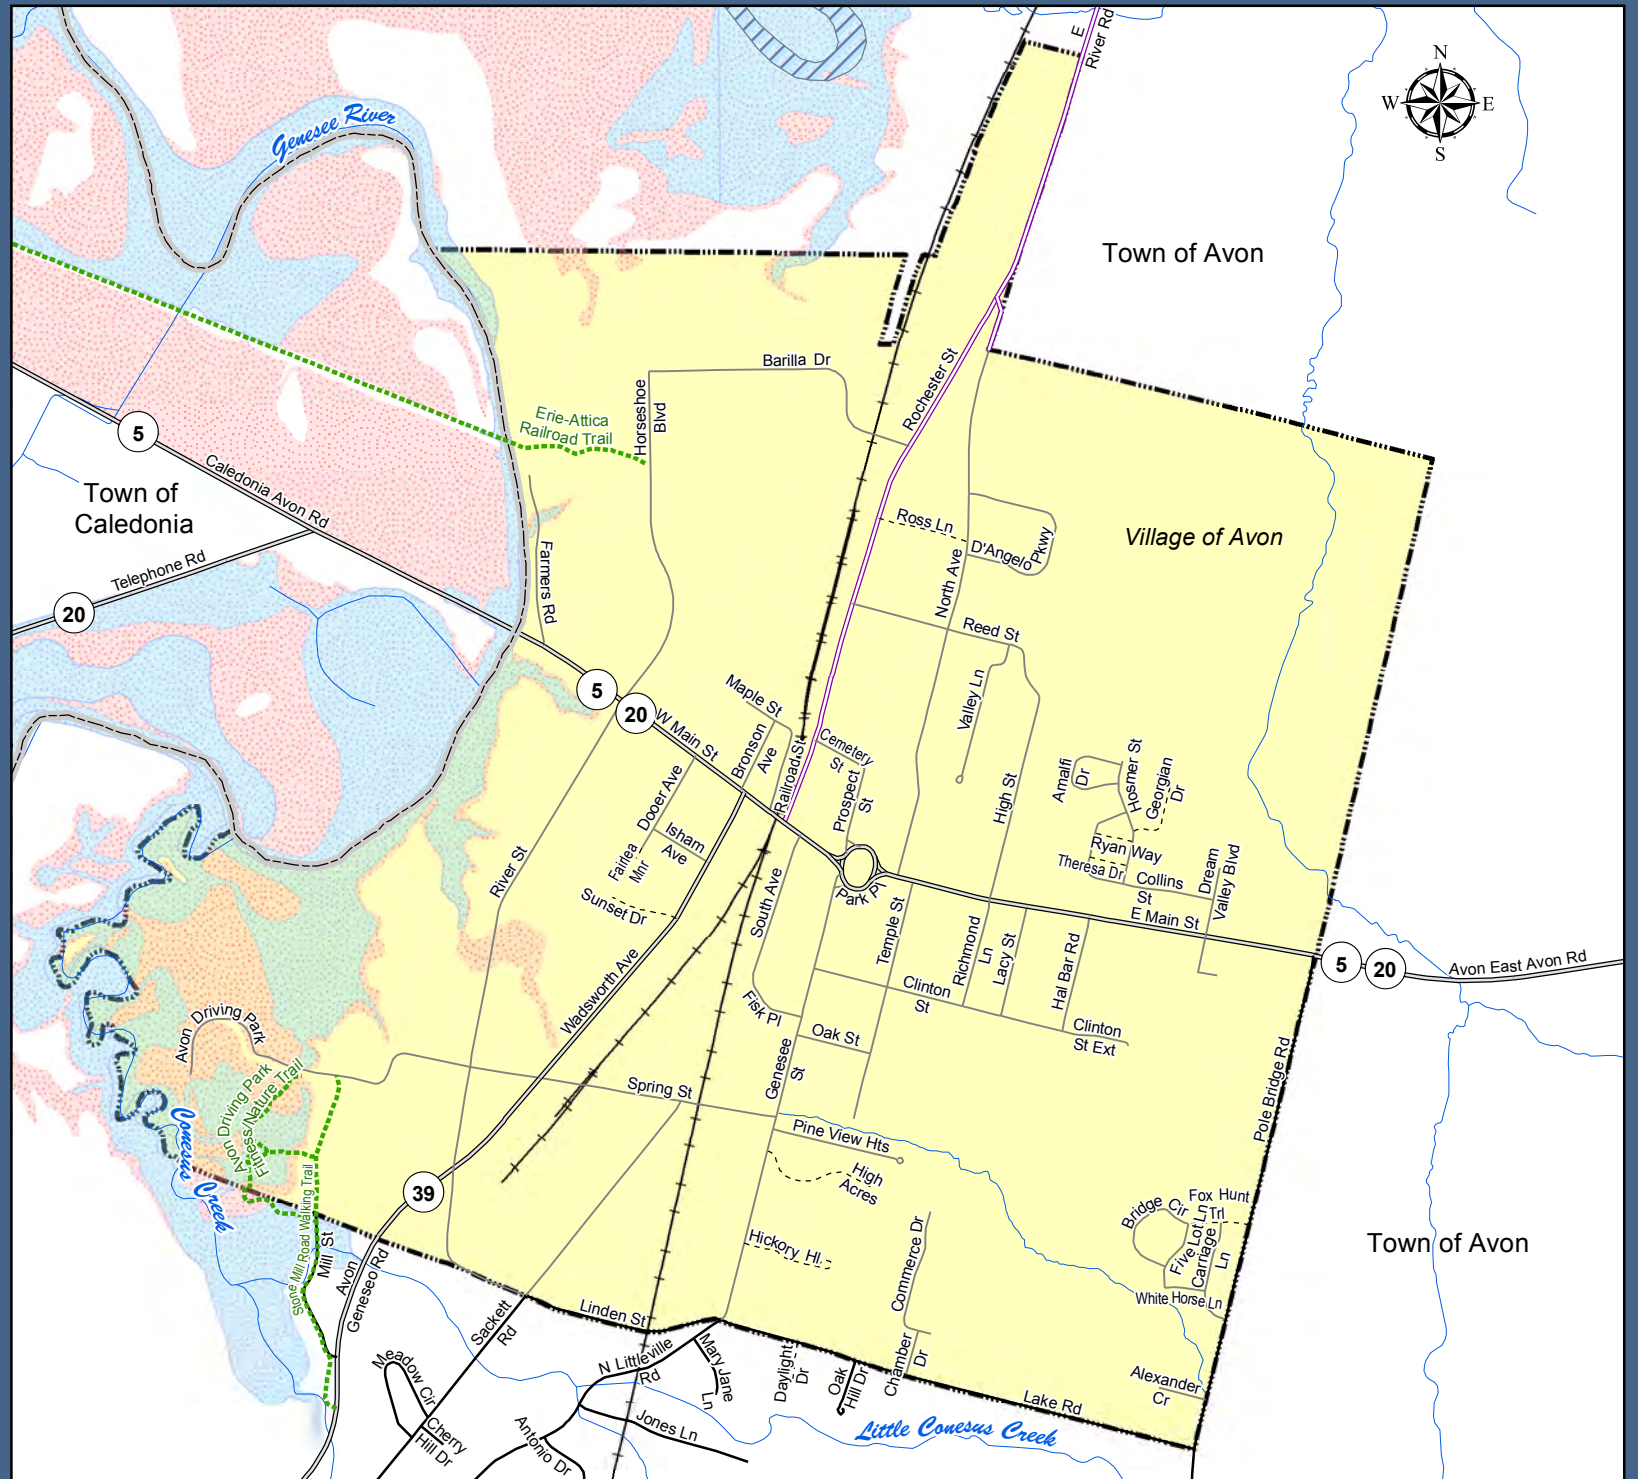 E
River Rd
N
W
E
S
Genesee River
Town of Avon
Barilla Dr
Rochester St
Horseshoe
Blvd
Erie-Attica
Railroad Trail
5
Caledonia Avon Rd
Town of
Caledonia
Telephone Rd
20
Farmers Rd
Ross Ln
D'Angelo
Pkwy
North Ave
Village of Avon
Reed St
Valley Ln
High St
5
20
W Main St
Maple St
Bronson
Ave
Railroad St
Cemetery
St
Prospect
St
Amalfi
Dr
Hosmer St
Georgian
Dr
Ryan Way
Theresa Dr
Collins
St
Dream
Valley Blvd
E Main St
Dooer Ave
Isham
Ave
Fairlea
Mnr
Sunset Dr
River St
South Ave
Park Pl
Temple St
Richmond
Ln
Lacy St
Hal Bar Rd
5
20
Avon East Avon Rd
Wadsworth Ave
Fisk Pl
Clinton
St
Clinton
St Ext
Oak St
Genesee
St
Avon Driving Park
Avon Driving Park
Fitness/Nature Trail
Spring St
Pole Bridge Rd
Pine View Hts
High
Acres
Conesus Creek
Stone Mill Road Walking Trail
Mill St
39
Avon
Geneseo Rd
Hickory Hl.
Commerce Dr
Bridge Cir
Fox Hunt
Trl
Five Lot Ln
Carriage
Ln
White Horse Ln
Town of Avon
Linden St
Sackett
Rd
N Littleville
Rd
Mary Jane
Ln
Daylight
Dr
Oak
Hill Dr
Chamber
Dr
Lake Rd
Alexander
Cr
Meadow Cir
Cherry
Hill Dr
Antonio Dr
Jones Ln
Little Conesus Creek